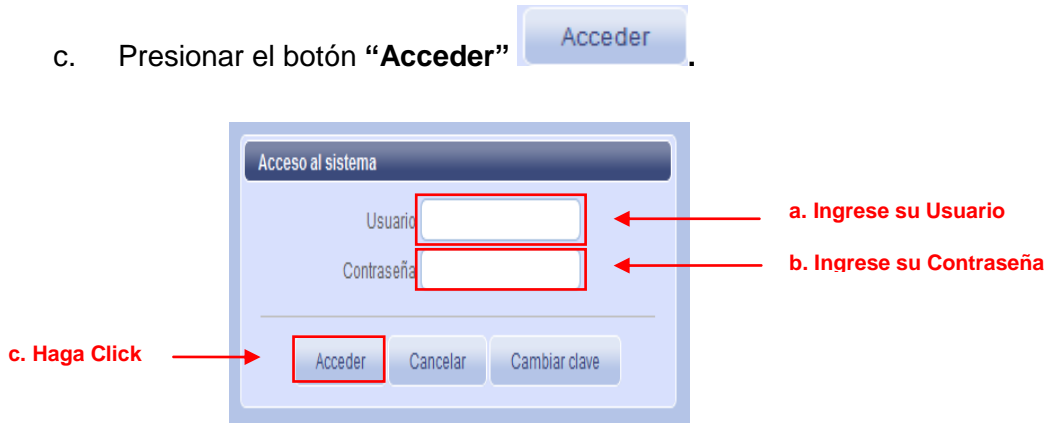 c. Presionar el botón “Acceder” Acceder .
Acceso al sistema
Usuario
a. Ingrese su Usuario
Contraseña
b. Ingrese su Contraseña
c. Haga Click
Acceder Cancelar Cambiar clave